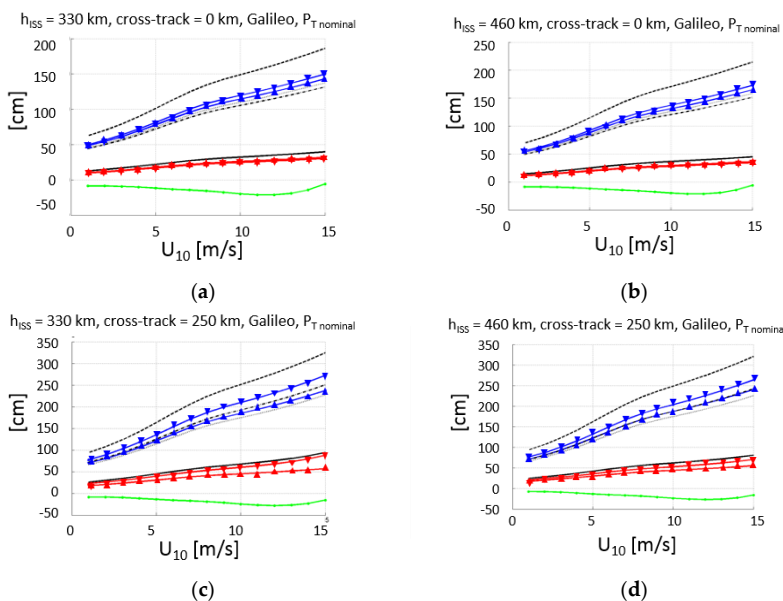 h_ISS = 330 km, cross-track = 0 km, Galileo, P_T nominal
200
150
100
50
0
-50
[cm]
0 5 10 15
U_10 [m/s]
(a)
h_ISS = 460 km, cross-track = 0 km, Galileo, P_T nominal
250
200
150
100
50
0
50
[cm]
0 5 10 15
U_10 [m/s]
(b)
h_ISS = 330 km, cross-track = 250 km, Galileo, P_T nominal
350
300
250
200
150
100
50
0
-50
[cm]
0 5 10 15
U_10 [m/s]
(c)
h_ISS = 460 km, cross-track = 250 km, Galileo, P_T nomina
350
300
250
200
150
100
50
0
-50
[cm]
0 5 10 15
U_10 [m/s]
(d)